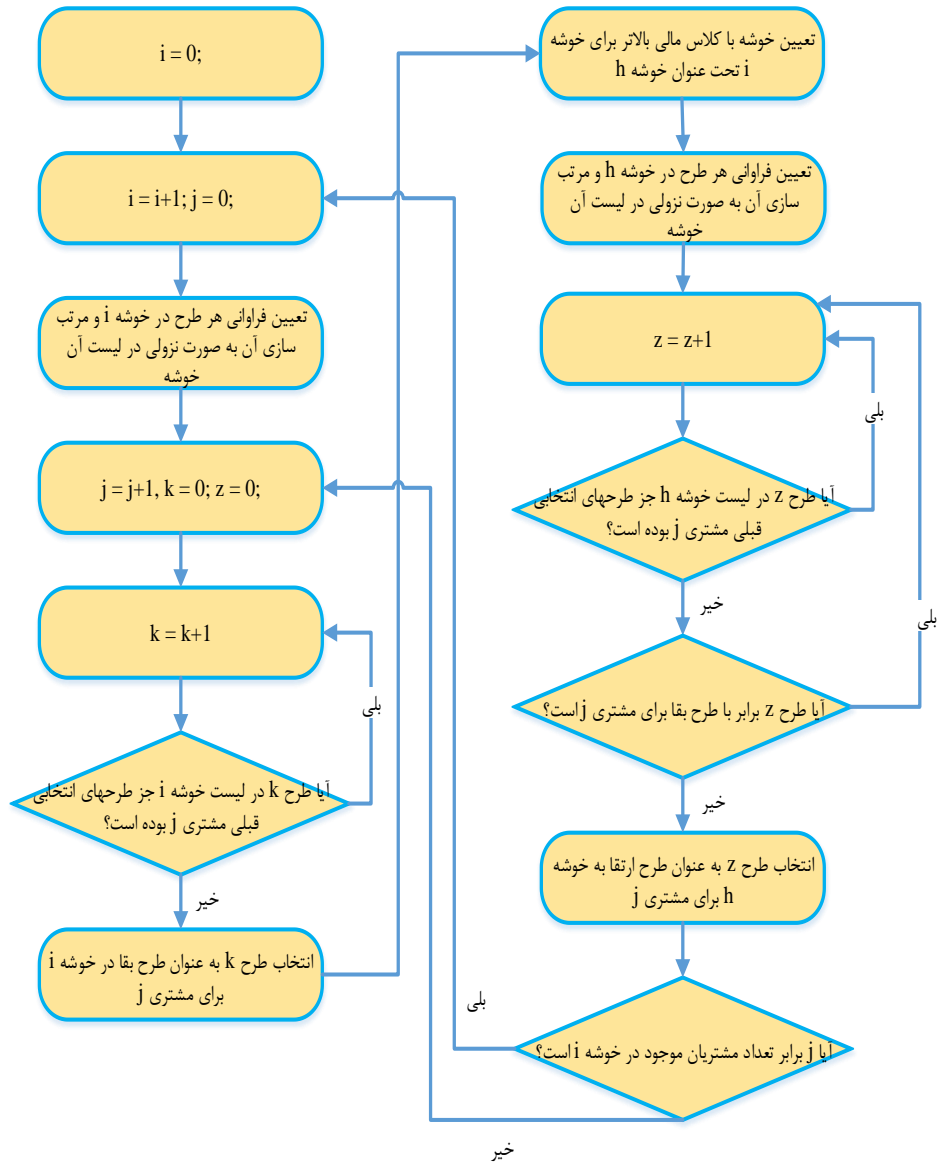 i = 0;
i = i+1; j = 0;
تعیین فراوانی هر طرح در خوشه i و مرتب
سازی آن به صورت نزولی در لیست آن
خوشه
j = j+1, k = 0; z = 0;
k = k+1
بلی
آیا طرح k در لیست خوشه i جز طرحهای انتخابی
قبلی مشتری j بوده است؟
خیر
انتخاب طرح k به عنوان طرح بقا در خوشه i
برای مشتری j
تعیین خوشه با کلاس مالی بالاتر برای خوشه
i تحت عنوان خوشه h
تعیین فراوانی هر طرح در خوشه h و مرتب
سازی آن به صورت نزولی در لیست آن
خوشه
z = z+1
بلی
آیا طرح z در لیست خوشه h جز طرحهای انتخابی
قبلی مشتری j بوده است؟
خیر
بلی
آیا طرح z برابر با طرح بقا برای مشتری j است؟
خیر
انتخاب طرح z به عنوان طرح ارتقا به خوشه
h برای مشتری j
بلی
آیا j برابر تعداد مشتریان موجود در خوشه i است؟
خیر